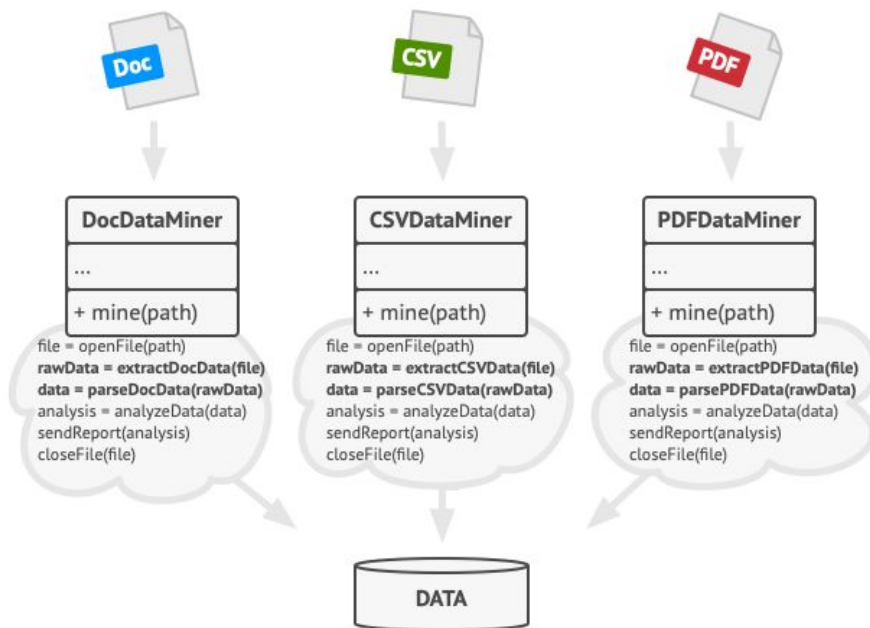 Doc
CSV
PDF
DocDataMiner
...
+ mine(path)
file = openFile(path)
rawData = extractDocData(file)
data = parseDocData(rawData)
analysis = analyzeData(data)
sendReport(analysis)
closeFile(file)
CSVDataMiner
...
+ mine(path)
file = openFile(path)
rawData = extractCSVData(file)
data = parseCSVData(rawData)
analysis = analyzeData(data)
sendReport(analysis)
closeFile(file)
PDFDataMiner
...
+ mine(path)
file = openFile(path)
rawData = extractPDFData(file)
data = parsePDFData(rawData)
analysis = analyzeData(data)
sendReport(analysis)
closeFile(file)
DATA